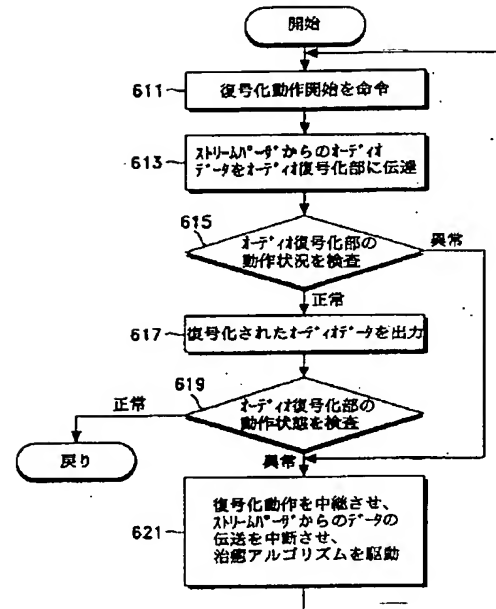 開始
611
復号化動作開始を命令
613
ストリームパーザからのオーディオ
データをオーディオ復号化部に伝達
615
オーディオ復号化部の
動作状況を検査
異常
正常
617
復号化されたオーディオデータを出力
619
オーディオ復号化部の
動作状態を検査
正常
戻り
異常
621
復号化動作を中継させ、
ストリームパーザからのデータの
伝送を中断させ、
治癒アルゴリズムを駆動